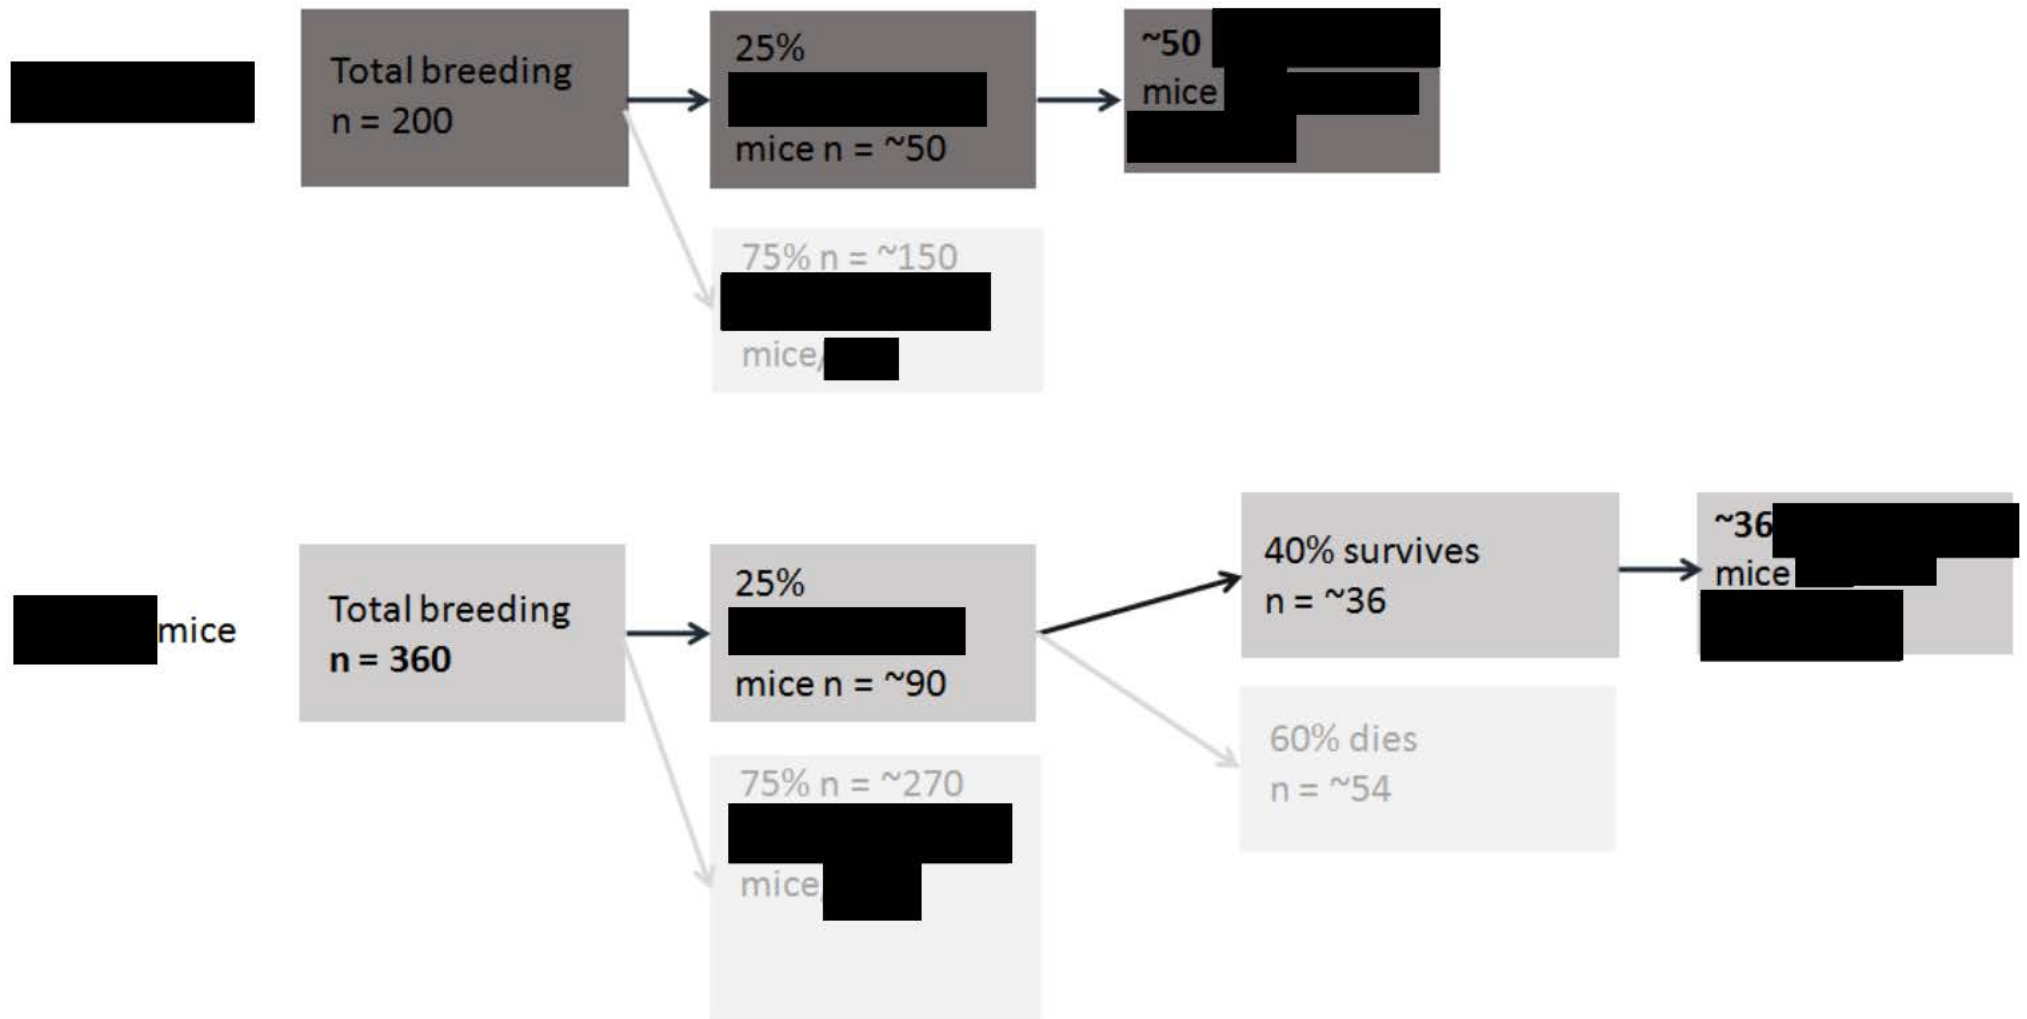 Total breeding
n = 200
25%
mice n = ~50
~50
mice
75% n = ~150
mice/
mice
Total breeding
n = 360
25%
mice n = ~90
75% n = ~270
mice/
40% survives
n = ~36
60% dies
n = ~54
~36
mice